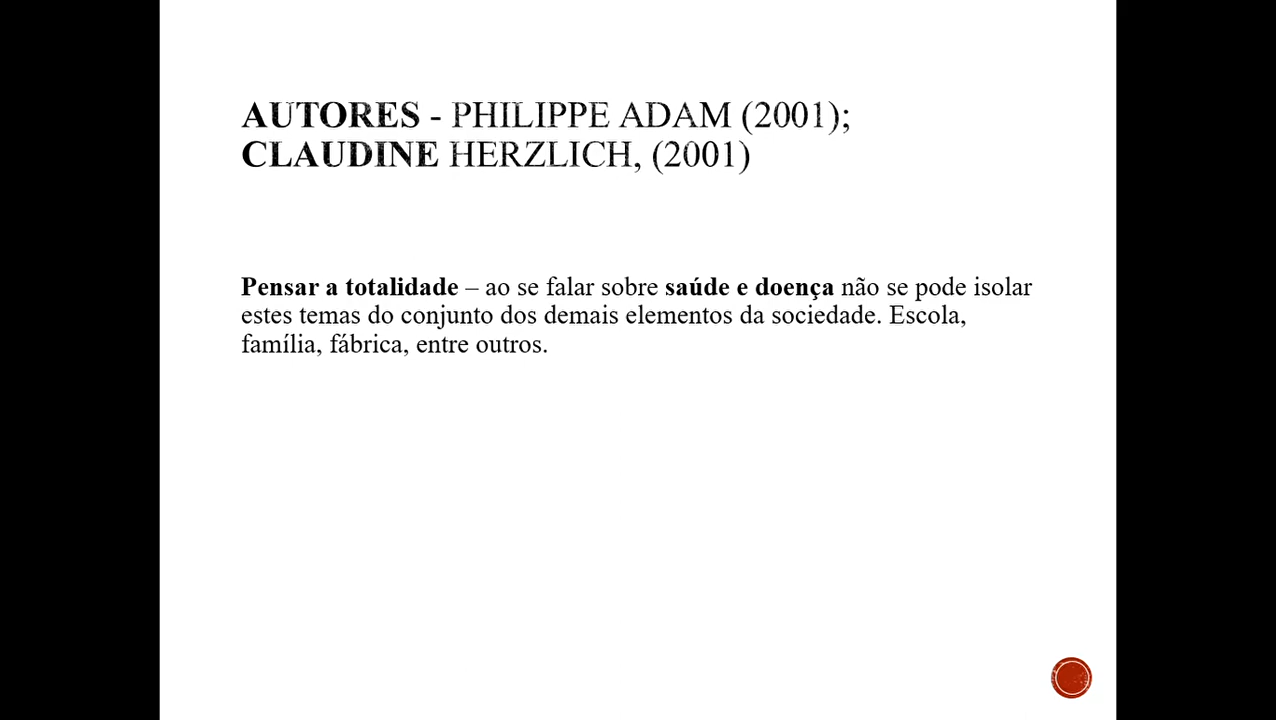 AUTORES - PHILIPPE ADAM (2001);
CLAUDINE HERZLICH, (2001)
Pensar a totalidade – ao se falar sobre saúde e doença não se pode isolar
estes temas do conjunto dos demais elementos da sociedade. Escola,
família, fábrica, entre outros.